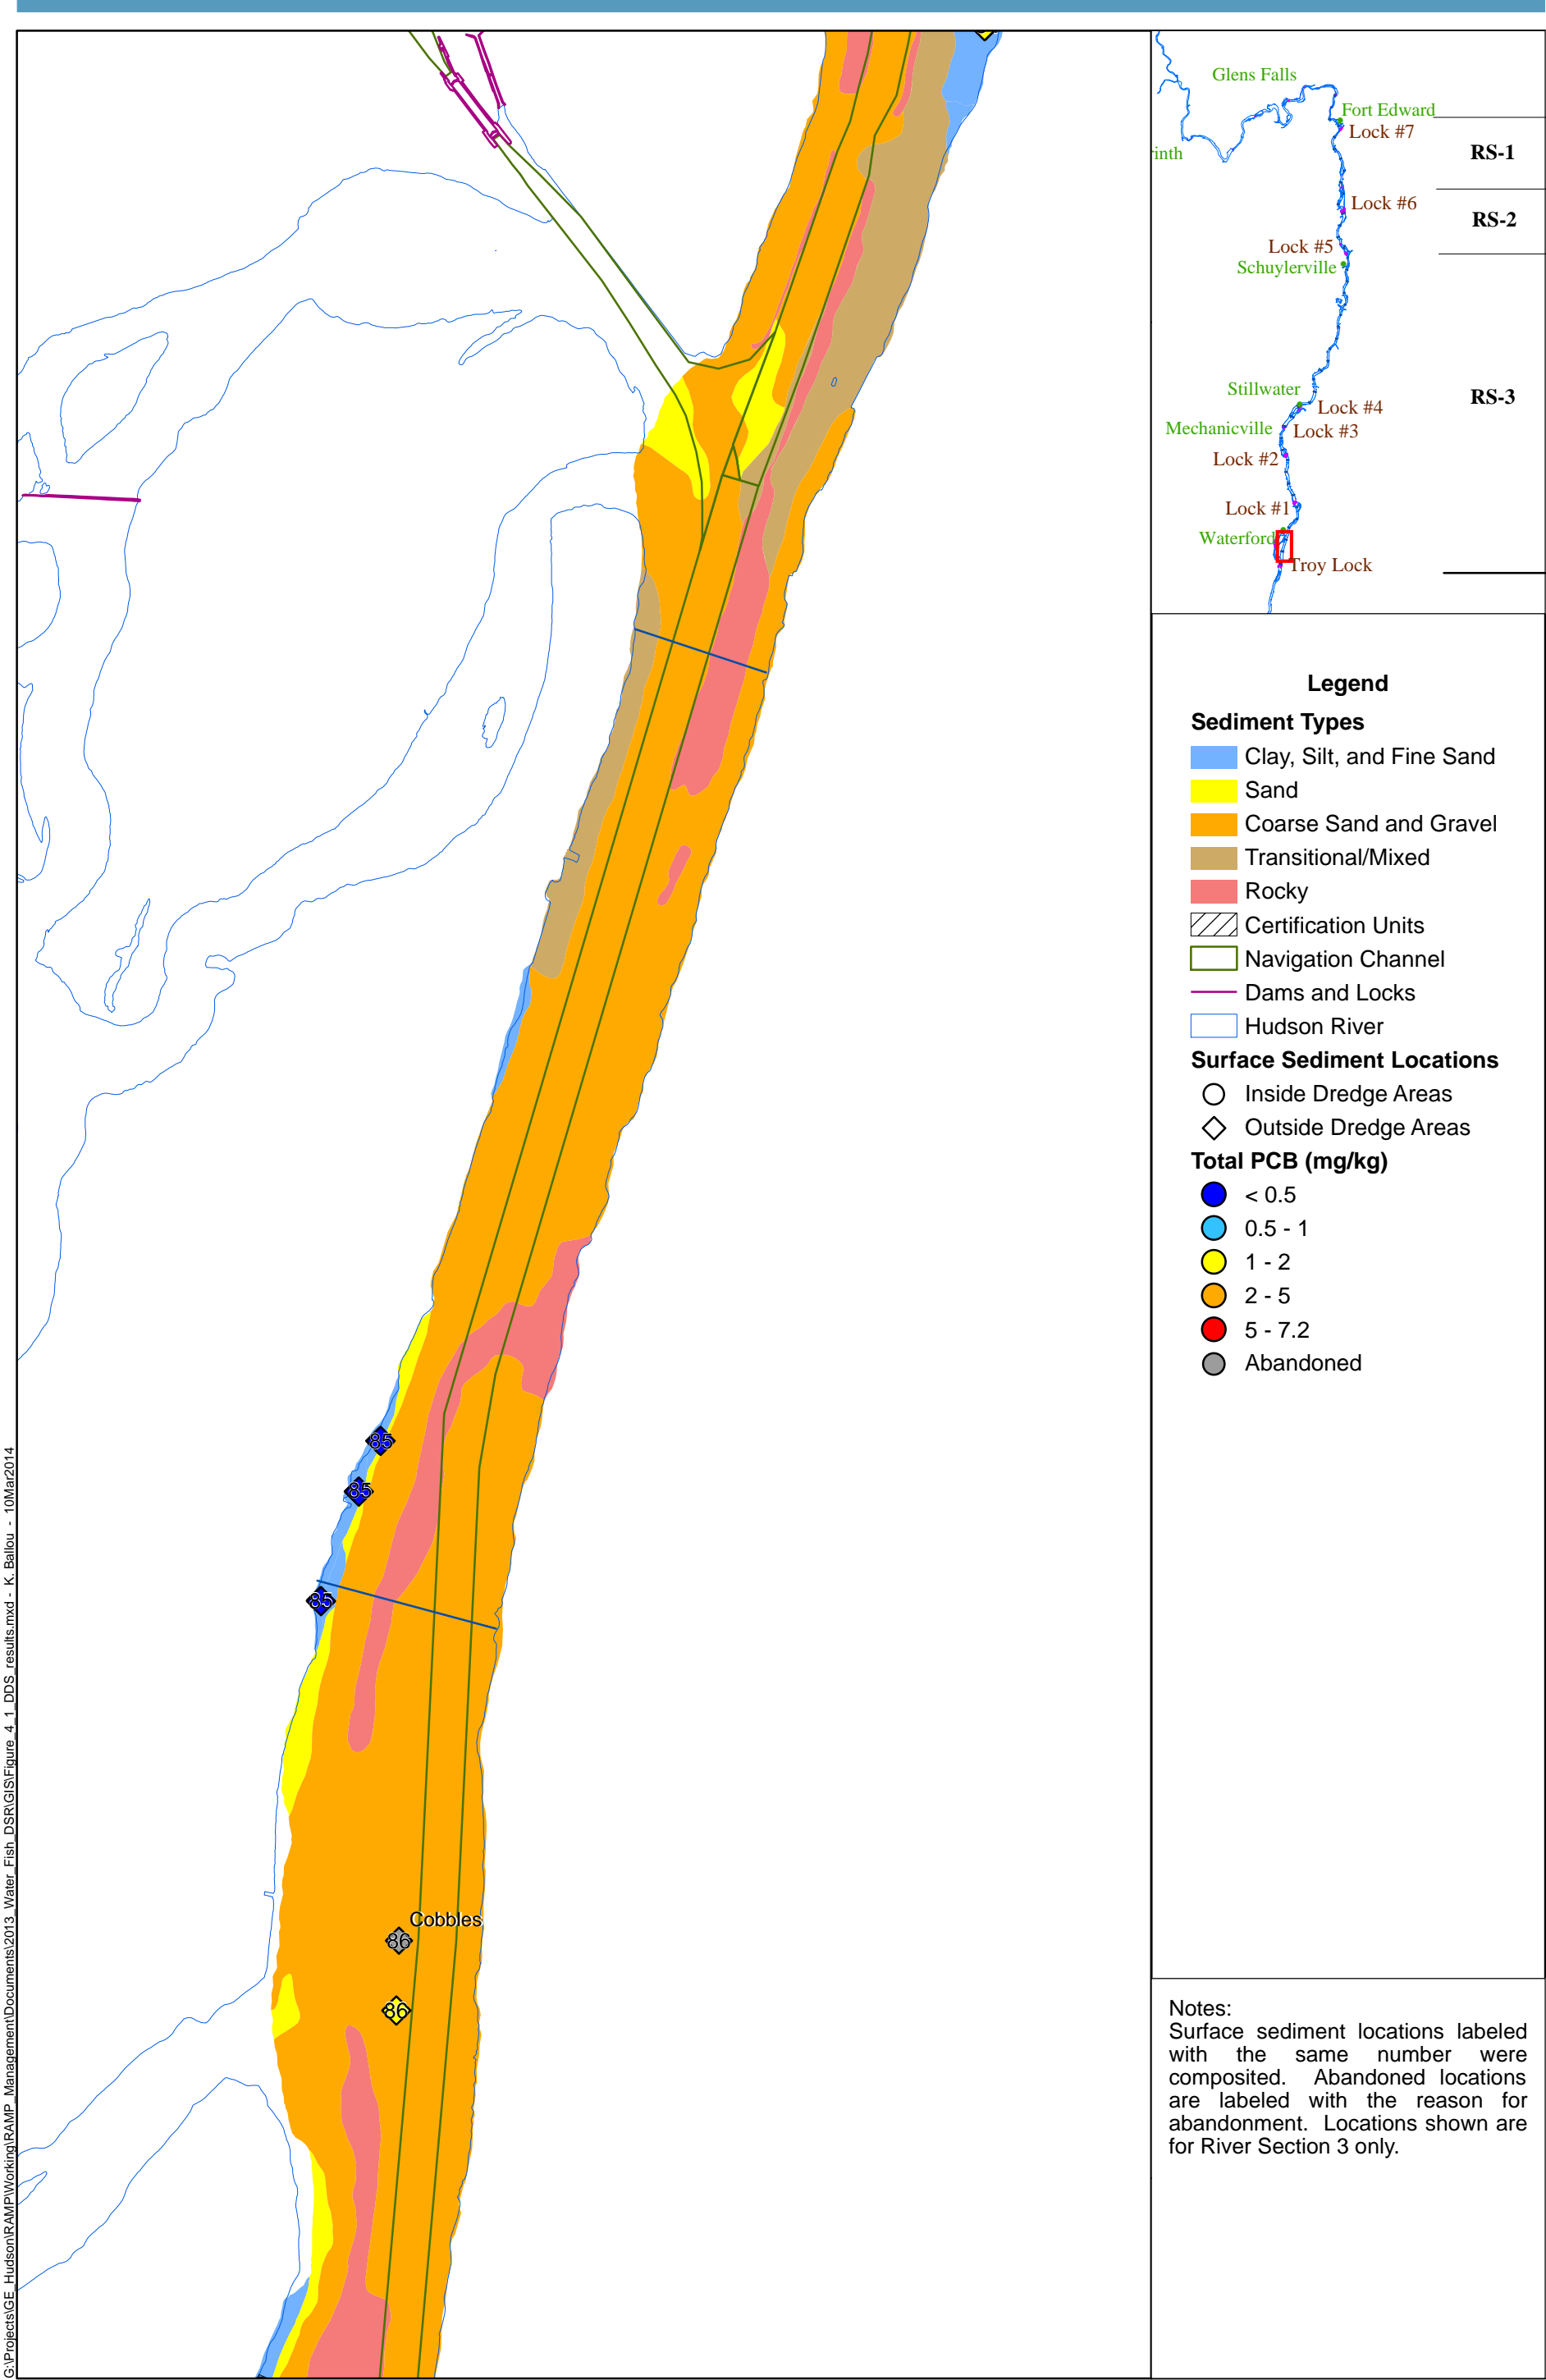 Glens Falls
Fort Edward
Lock #7
rinth
RS-1
Lock #6
RS-2
Lock #5
Schuylerville
Stillwater
RS-3
Lock #4
Mechanicville
Lock #3
Lock #2
Lock #1
Waterford
Troy Lock
Legend
Sediment Types
Clay, Silt, and Fine Sand
Sand
Coarse Sand and Gravel
Transitional/Mixed
Rocky
Certification Units
Navigation Channel
Dams and Locks
Hudson River
Surface Sediment Locations
Inside Dredge Areas
Outside Dredge Areas
Total PCB (mg/kg)
< 0.5
0.5 - 1
1 - 2
2 - 5
5 - 7.2
Abandoned
85
85
85
Cobbles
86
86
Notes:
Surface sediment locations labeled
with the same number were
composited. Abandoned locations
are labeled with the reason for
abandonment. Locations shown are
for River Section 3 only.
G:\Projects\GE_Hudson\RAMP\Working\RAMP_Management\Documents\2013_Water_Fish_DSR\GIS\Figure_4_1_DDS_results.mxd - K. Ballou - 10Mar2014